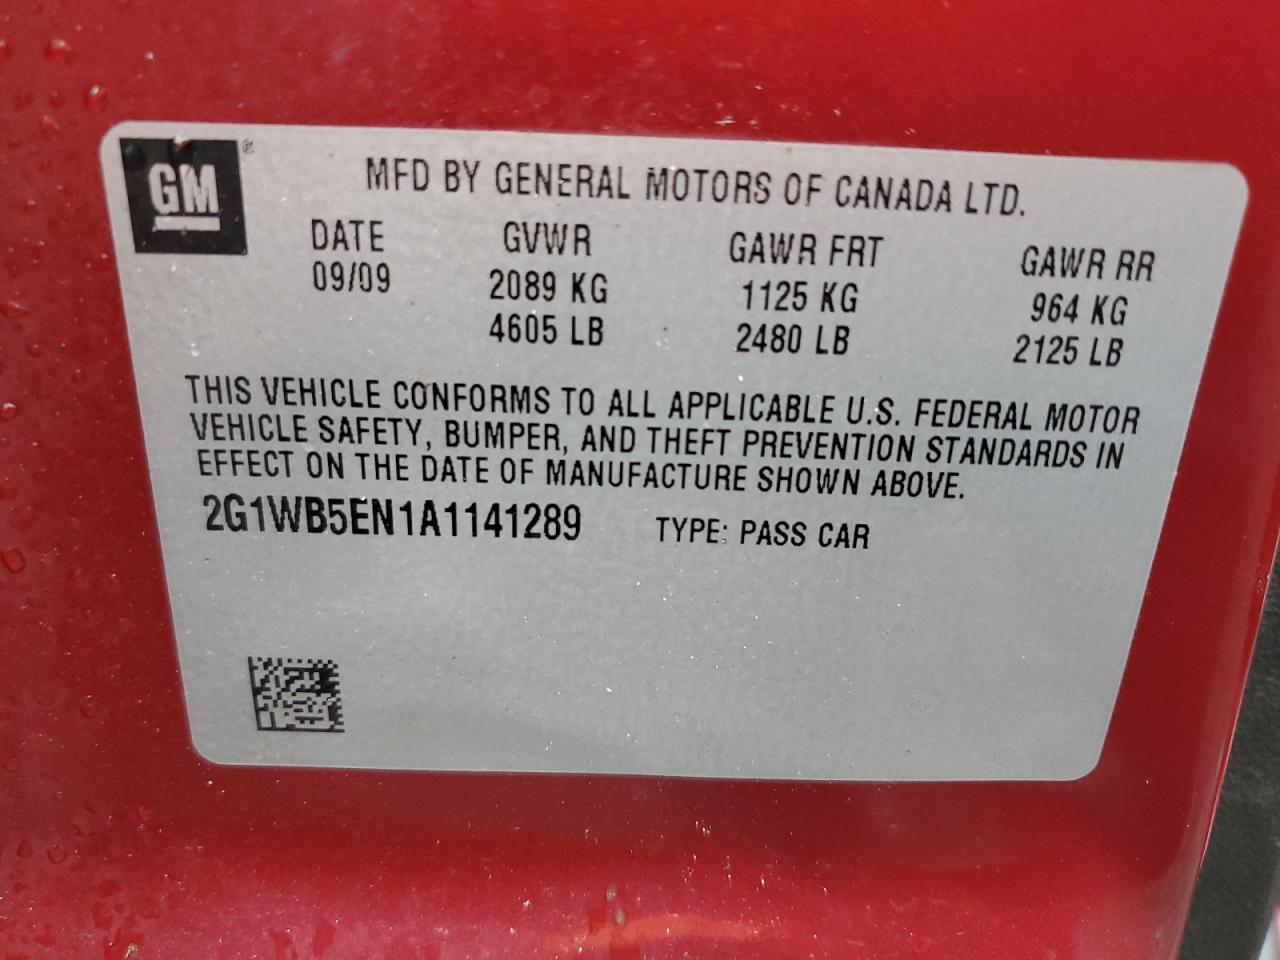 GM®
MFD BY GENERAL MOTORS OF CANADA LTD.
DATE GVWR GAWR FRT GAWR RR
09/09 2089 KG 1125 KG 964 KG
4605 LB 2480 LB 2125 LB
THIS VEHICLE CONFORMS TO ALL APPLICABLE U.S. FEDERAL MOTOR
VEHICLE SAFETY, BUMPER, AND THEFT PREVENTION STANDARDS IN
EFFECT ON THE DATE OF MANUFACTURE SHOWN ABOVE.
2G1WB5EN1A1141289 TYPE: PASS CAR